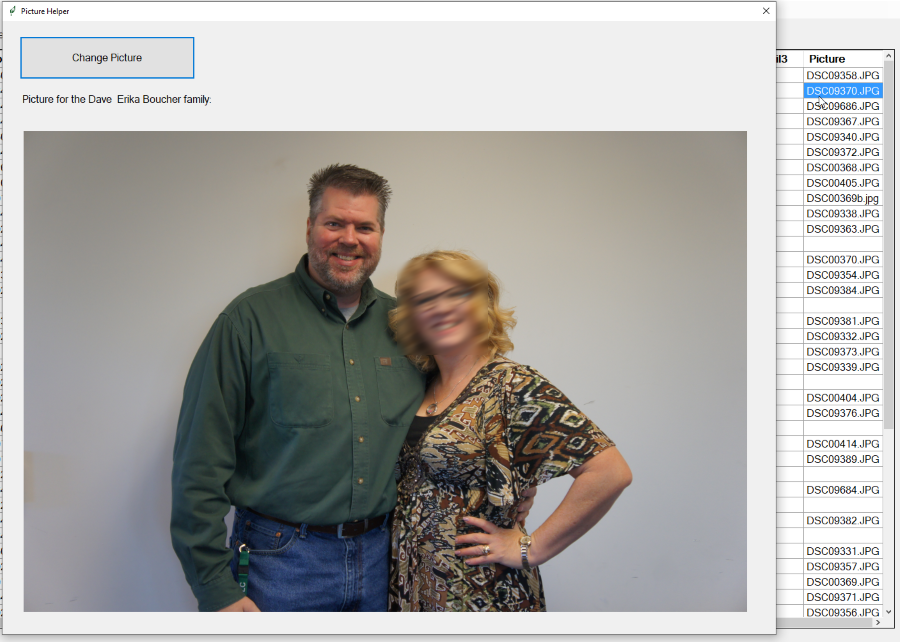 Picture Helper
Change Picture
Picture for the Dave  Erika Boucher family:
il3
Picture
DSC09358.JPG
DSC09370.JPG
DSC09686.JPG
DSC09367.JPG
DSC09340.JPG
DSC09372.JPG
DSC00368.JPG
DSC00405.JPG
DSC00369b.jpg
DSC09338.JPG
DSC09363.JPG
DSC00370.JPG
DSC09354.JPG
DSC09384.JPG
DSC09381.JPG
DSC09332.JPG
DSC09373.JPG
DSC09339.JPG
DSC00404.JPG
DSC09376.JPG
DSC00414.JPG
DSC09389.JPG
DSC09684.JPG
DSC09382.JPG
DSC09331.JPG
DSC09357.JPG
DSC00369.JPG
DSC09371.JPG
DSC09356.JPG